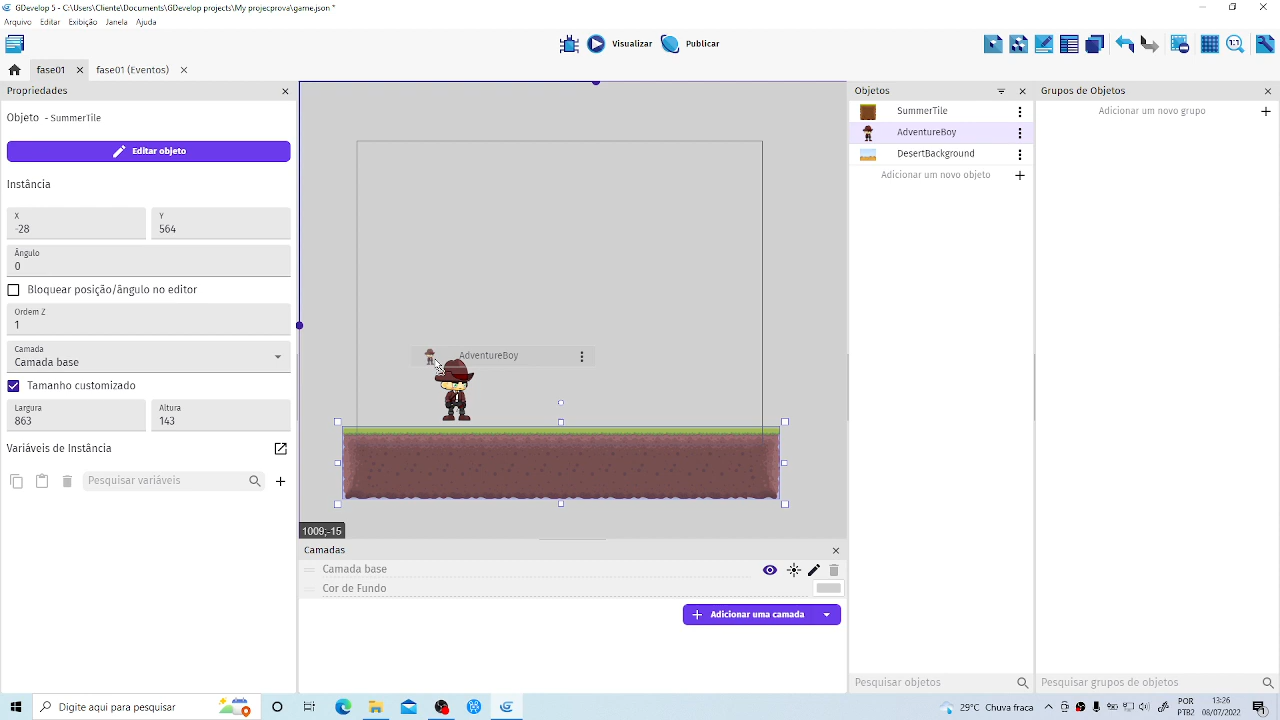 GDevelop 5 - C:\Users\Cliente\Documents\GDevelop projects\My projecprova\game.json *
Arquivo Editar Exibição Janela Ajuda
Visualizar Publicar
fase01 fase01 (Eventos)
Propriedades
Objeto - SummerTile
Editar objeto
Instância
X
-28
Y
564
Ângulo
0
Bloquear posição/ângulo no editor
Ordem Z
1
Camada
Camada base
Tamanho customizado
Largura
863
Altura
143
Variáveis de Instância
Pesquisar variáveis
AdventureBoy
1009;-15
Camadas
Camada base
Cor de Fundo
Adicionar uma camada
Objetos
SummerTile
AdventureBoy
DesertBackground
Adicionar um novo objeto
Pesquisar objetos
Grupos de Objetos
Adicionar um novo grupo
Pesquisar grupos de objetos
Digite aqui para pesquisar
29°C Chuva fraca
POR
PTB2
13:26
08/07/2022
1:1